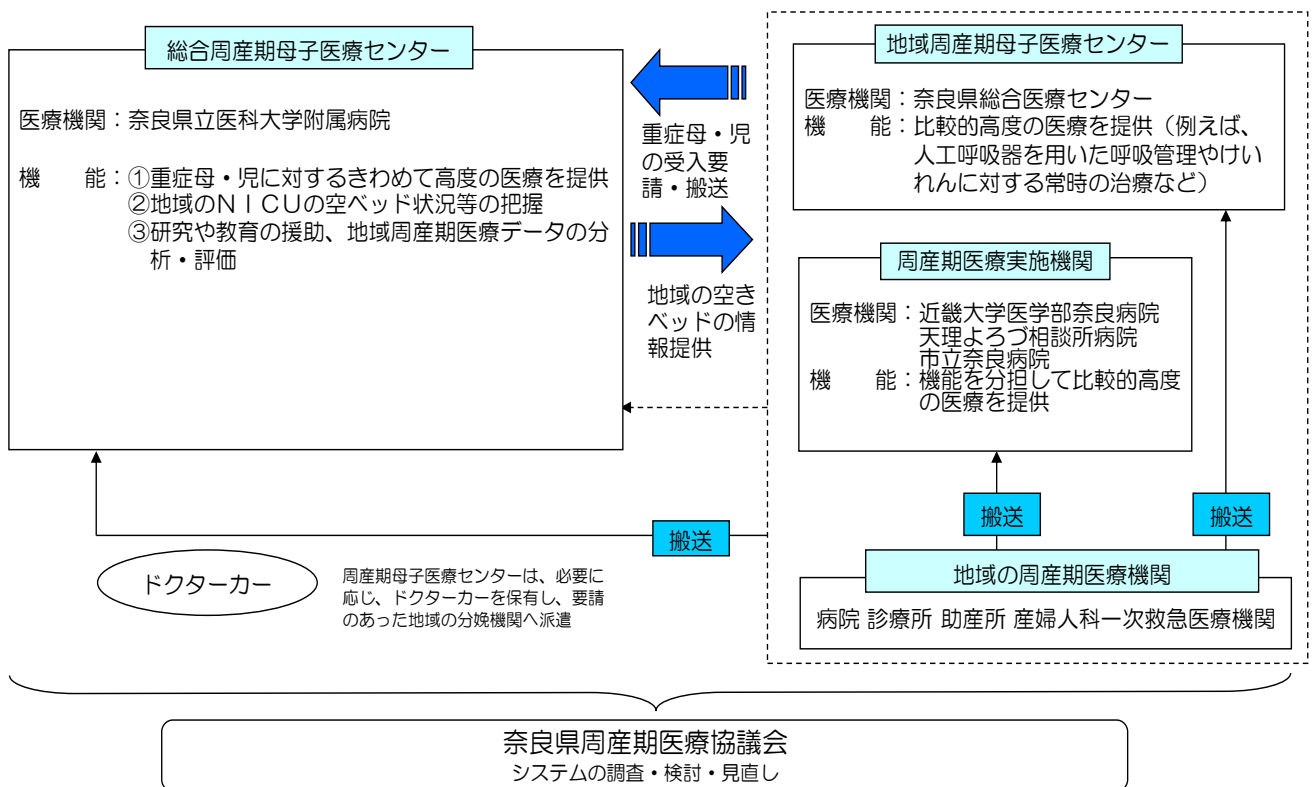 総合周産期母子医療センター
医療機関：奈良県立医科大学附属病院
機　　能：①重症母・児に対するきわめて高度の医療を提供
②地域のＮＩＣＵの空ベッド状況等の把握
③研究や教育の援助、地域周産期医療データの分
析・評価
重症母・児
の受入要
請・搬送
地域の空き
ベッドの情
報提供
地域周産期母子医療センター
医療機関：奈良県総合医療センター
機　　能：比較的高度の医療を提供（例えば、
人工呼吸器を用いた呼吸管理やけい
れんに対する常時の治療など）
周産期医療実施機関
医療機関：近畿大学医学部奈良病院
天理よろづ相談所病院
市立奈良病院
機　　能：機能を分担して比較的高度
の医療を提供
搬送
搬送
搬送
地域の周産期医療機関
病院 診療所 助産所 産婦人科一次救急医療機関
ドクターカー
周産期母子医療センターは、必要に
応じ、ドクターカーを保有し、要請
のあった地域の分娩機関へ派遣
奈良県周産期医療協議会
システムの調査・検討・見直し